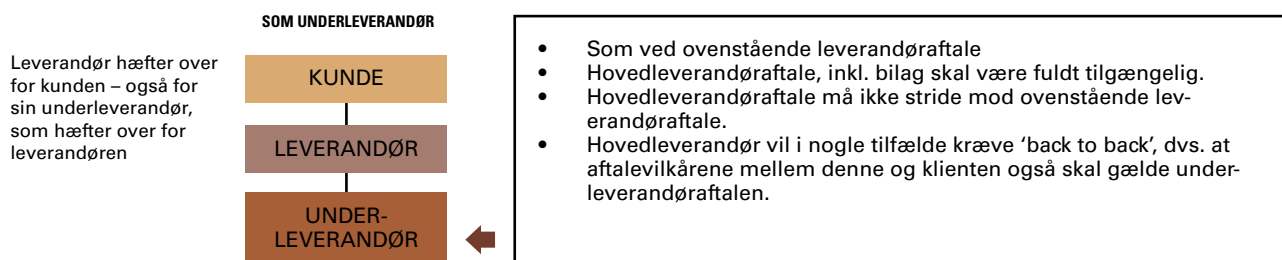 SOM UNDERLEVERANDØR
Leverandør hæfter over
for kunden – også for
sin underleverandør,
som hæfter over for
leverandøren
KUNDE
LEVERANDØR
UNDER-
LEVERANDØR
• Som ved ovenstående leverandøraftale
• Hovedleverandøraftale, inkl. bilag skal være fuldt tilgængelig.
• Hovedleverandøraftale må ikke stride mod ovenstående lev-
erandøraftale.
• Hovedleverandør vil i nogle tilfælde kræve ‘back to back’, dvs. at
aftalevilkårene mellem denne og klienten også skal gælde under-
leverandøraftalen.